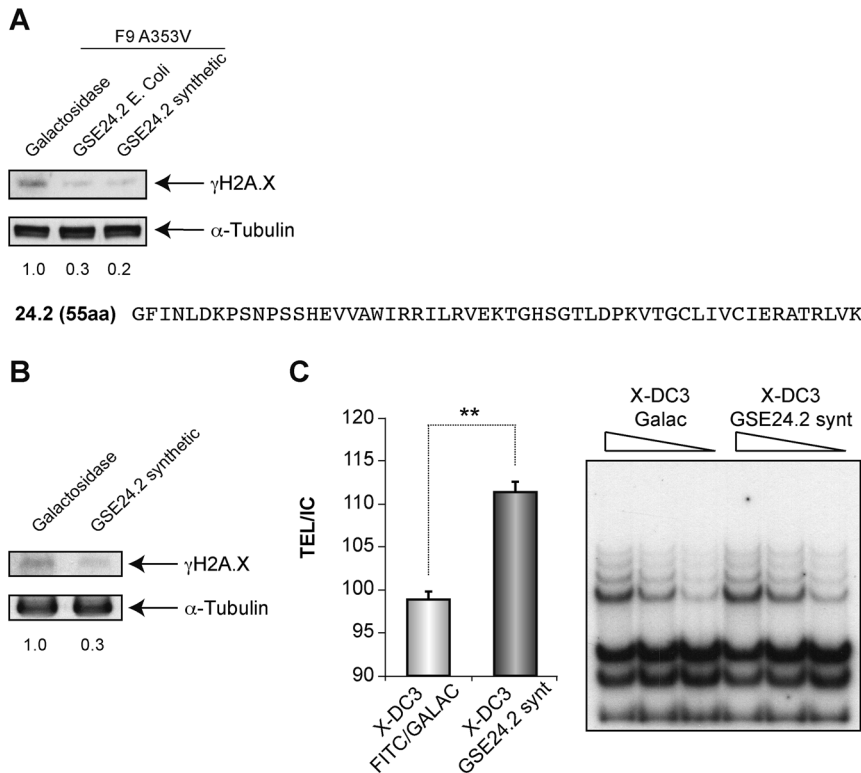 A
F9 A353V
Galactosidase
GSE24.2 E. Coli
GSE24.2 synthetic
γH2A.X
α-Tubulin
1.0 0.3 0.2
24.2 (55aa) GFINLDKPSNPSSHEVVAWIRRILRVEKTGHSGTLDPKVTGCLIVCIERATRLVK
B
Galactosidase
GSE24.2 synthetic
γH2A.X
α-Tubulin
1.0 0.3
C
TEL/IC
120
115
110
105
100
95
90
**
X-DC3
FITC/GALAC
X-DC3
GSE24.2 synt
X-DC3
Galac
X-DC3
GSE24.2 synt